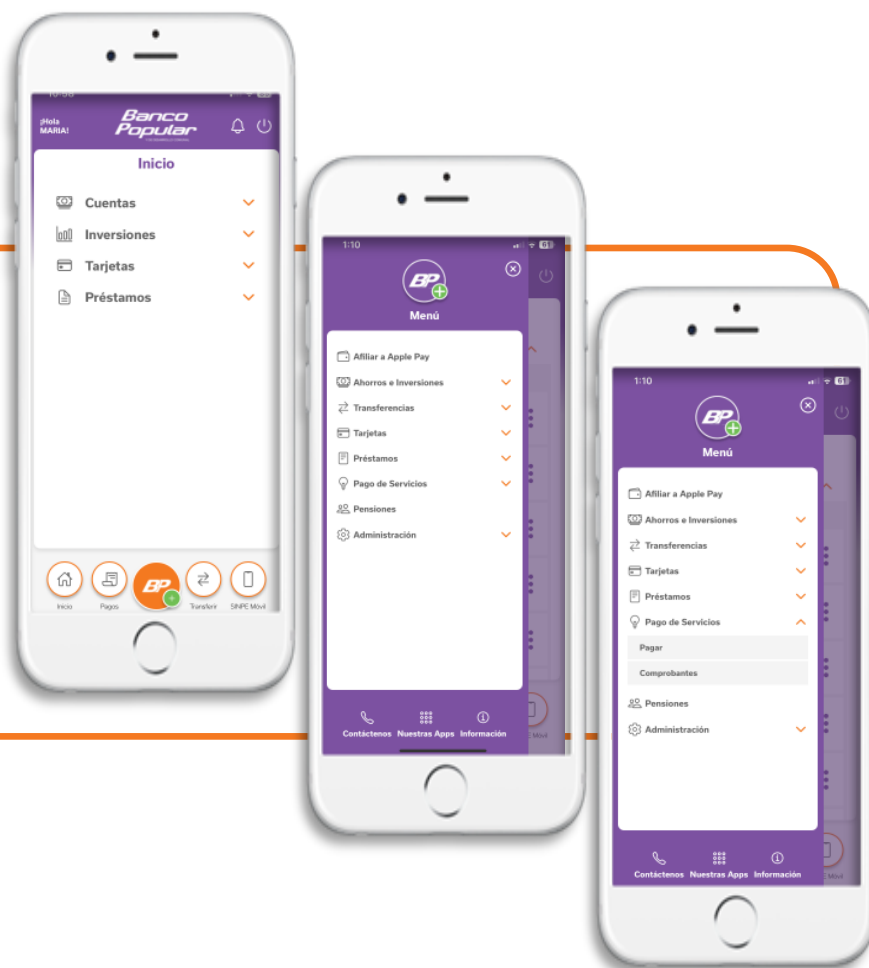 ¡Hola
MARIA!
Banco
Popular
Inicio
Cuentas
Inversiones
Tarjetas
Préstamos
BP
Inicio
Pagos
Transferir
SINPE Móvil
1:10
61
BP
Menú
Afiliar a Apple Pay
Ahorros e Inversiones
Transferencias
Tarjetas
Préstamos
Pago de Servicios
Pensiones
Administración
Contáctenos
Nuestras Apps
Información
1:10
61
BP
Menú
Afiliar a Apple Pay
Ahorros e Inversiones
Transferencias
Tarjetas
Préstamos
Pago de Servicios
Pagar
Comprobantes
Pensiones
Administración
Contáctenos
Nuestras Apps
Información